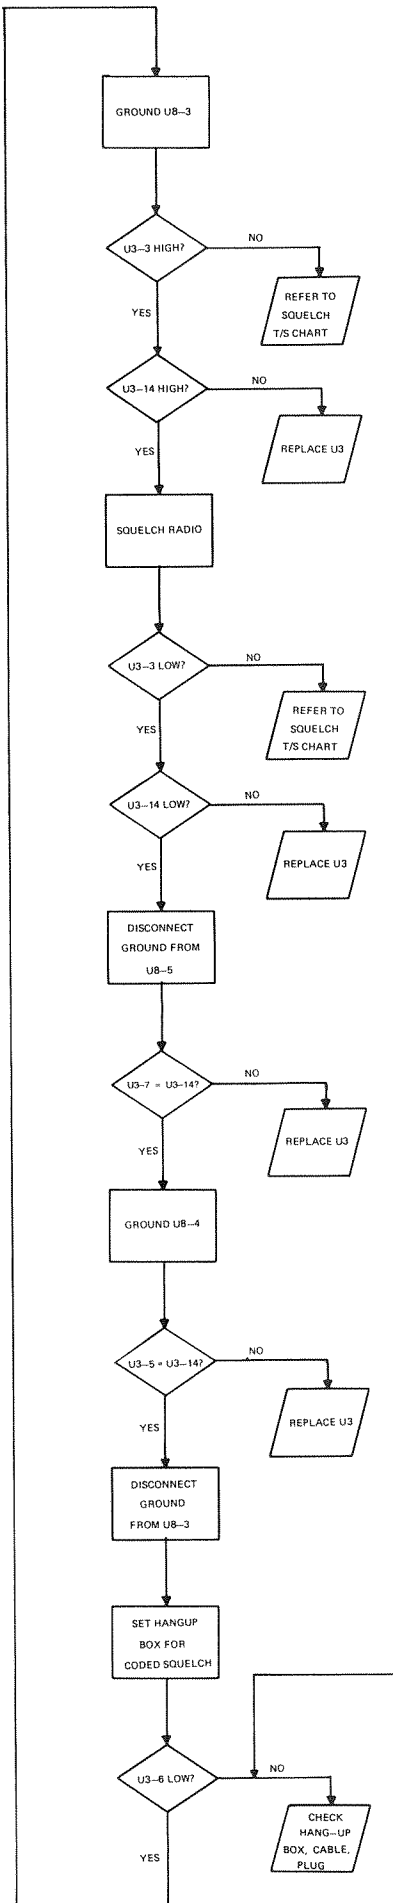 GROUND U8–3
U3–3 HIGH?
NO
REFER TO
SQUELCH
T/S CHART
YES
U3–14 HIGH?
NO
REPLACE U3
YES
SQUELCH RADIO
U3–3 LOW?
NO
REFER TO
SQUELCH
T/S CHART
YES
U3–14 LOW?
NO
REPLACE U3
YES
DISCONNECT
GROUND FROM
U8–5
U3–7 = U3–14?
NO
REPLACE U3
YES
GROUND U8–4
U3–5 = U3–14?
NO
REPLACE U3
YES
DISCONNECT
GROUND
FROM U8–3
SET HANGUP
BOX FOR
CODED SQUELCH
U3–6 LOW?
NO
CHECK
HANG–UP
BOX, CABLE,
PLUG
YES